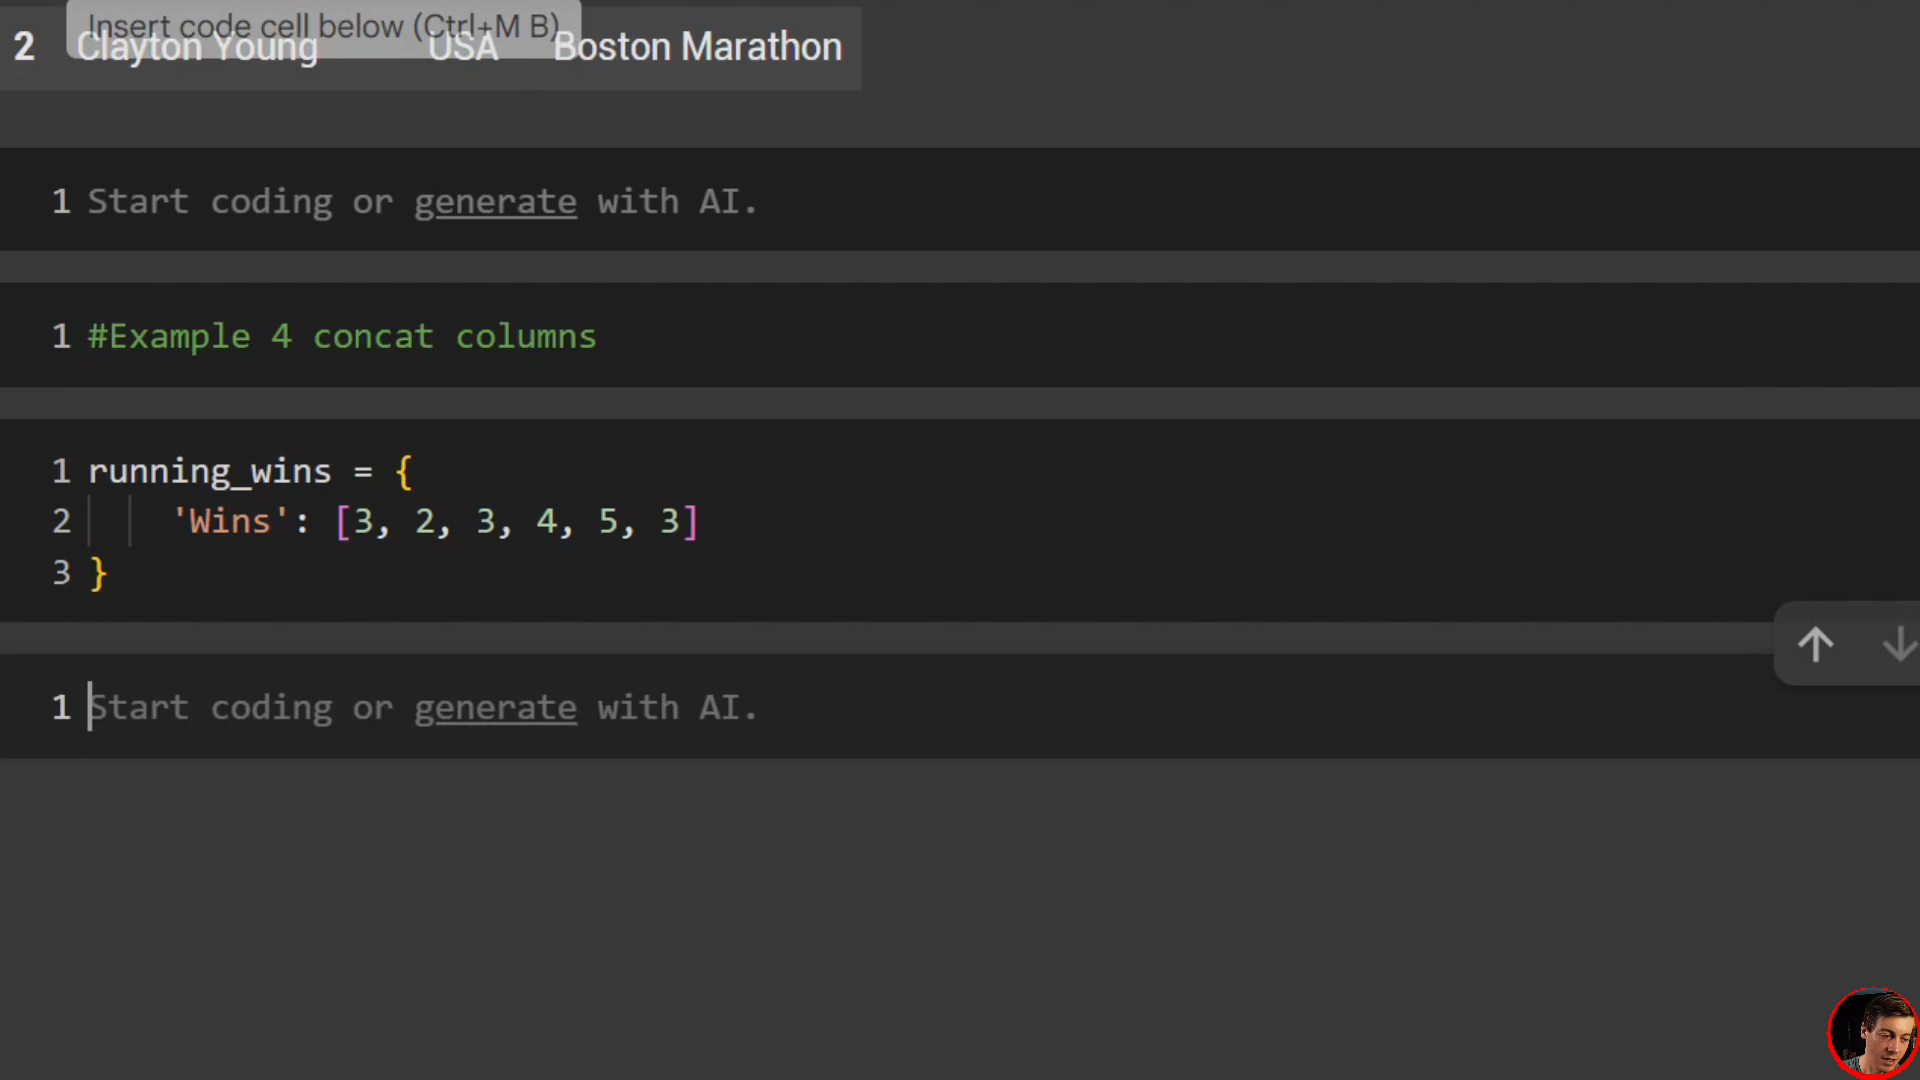 Insert code cell below (Ctrl+M B)
2 Clayton Young USA Boston Marathon
1 Start coding or generate with AI.
1 #Example 4 concat columns
1 running_wins = {
2 'Wins': [3, 2, 3, 4, 5, 3]
3 }
1 Start coding or generate with AI.